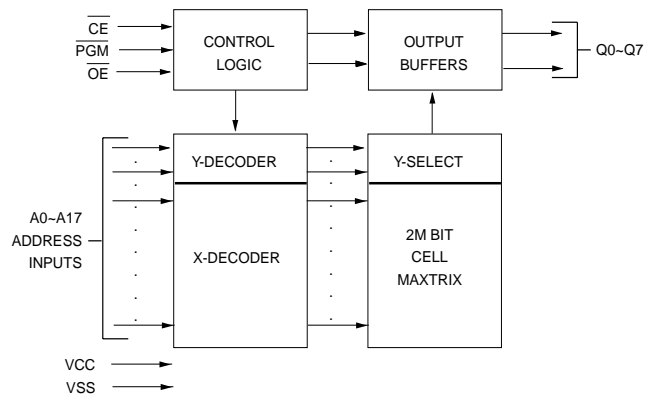 CE
PGM
OE
CONTROL
LOGIC
OUTPUT
BUFFERS
Q0~Q7
A0~A17
ADDRESS
INPUTS
Y-DECODER
X-DECODER
Y-SELECT
2M BIT
CELL
MAXTRIX
VCC
VSS